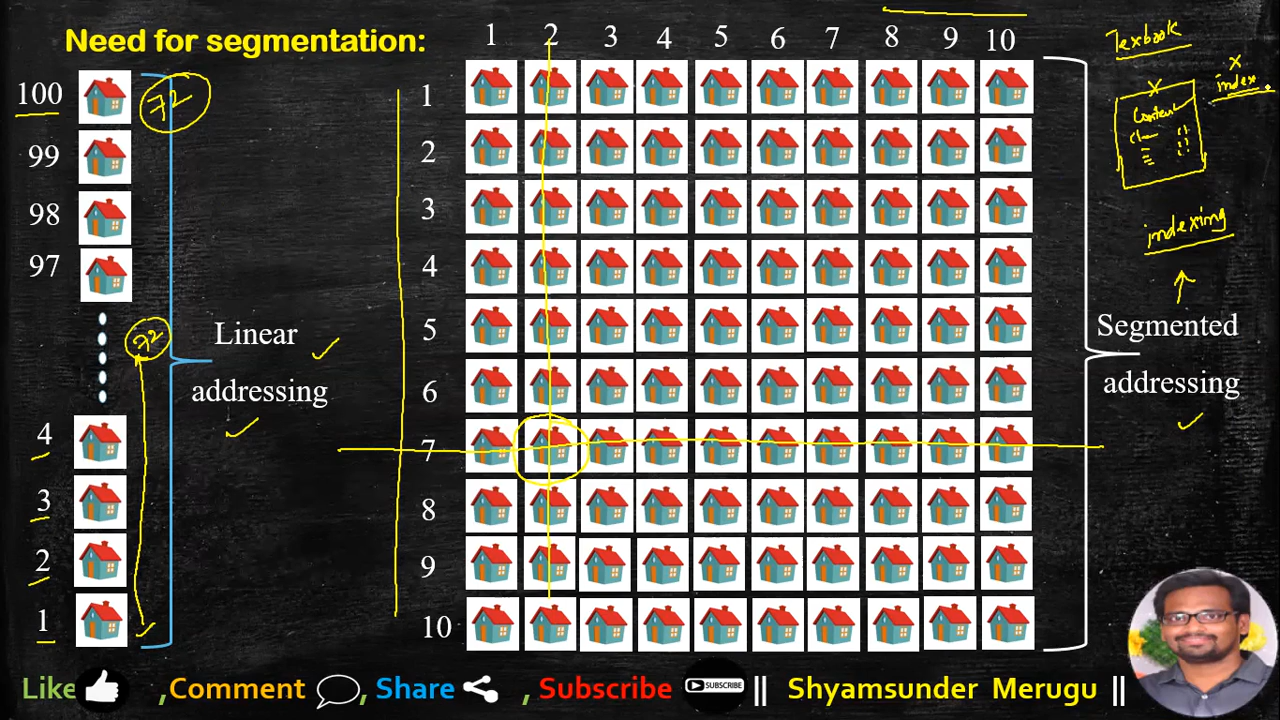 Need for segmentation:
100
99
98
97
4
3
2
1
72
72
Linear
addressing
1 2 3 4 5 6 7 8 9 10
1
2
3
4
5
6
7
8
9
10
Textbook
x
index.
x
Content
indexing
Segmented
addressing
Like , Comment , Share , Subscribe SUBSCRIBE || Shyamsunder Merugu ||